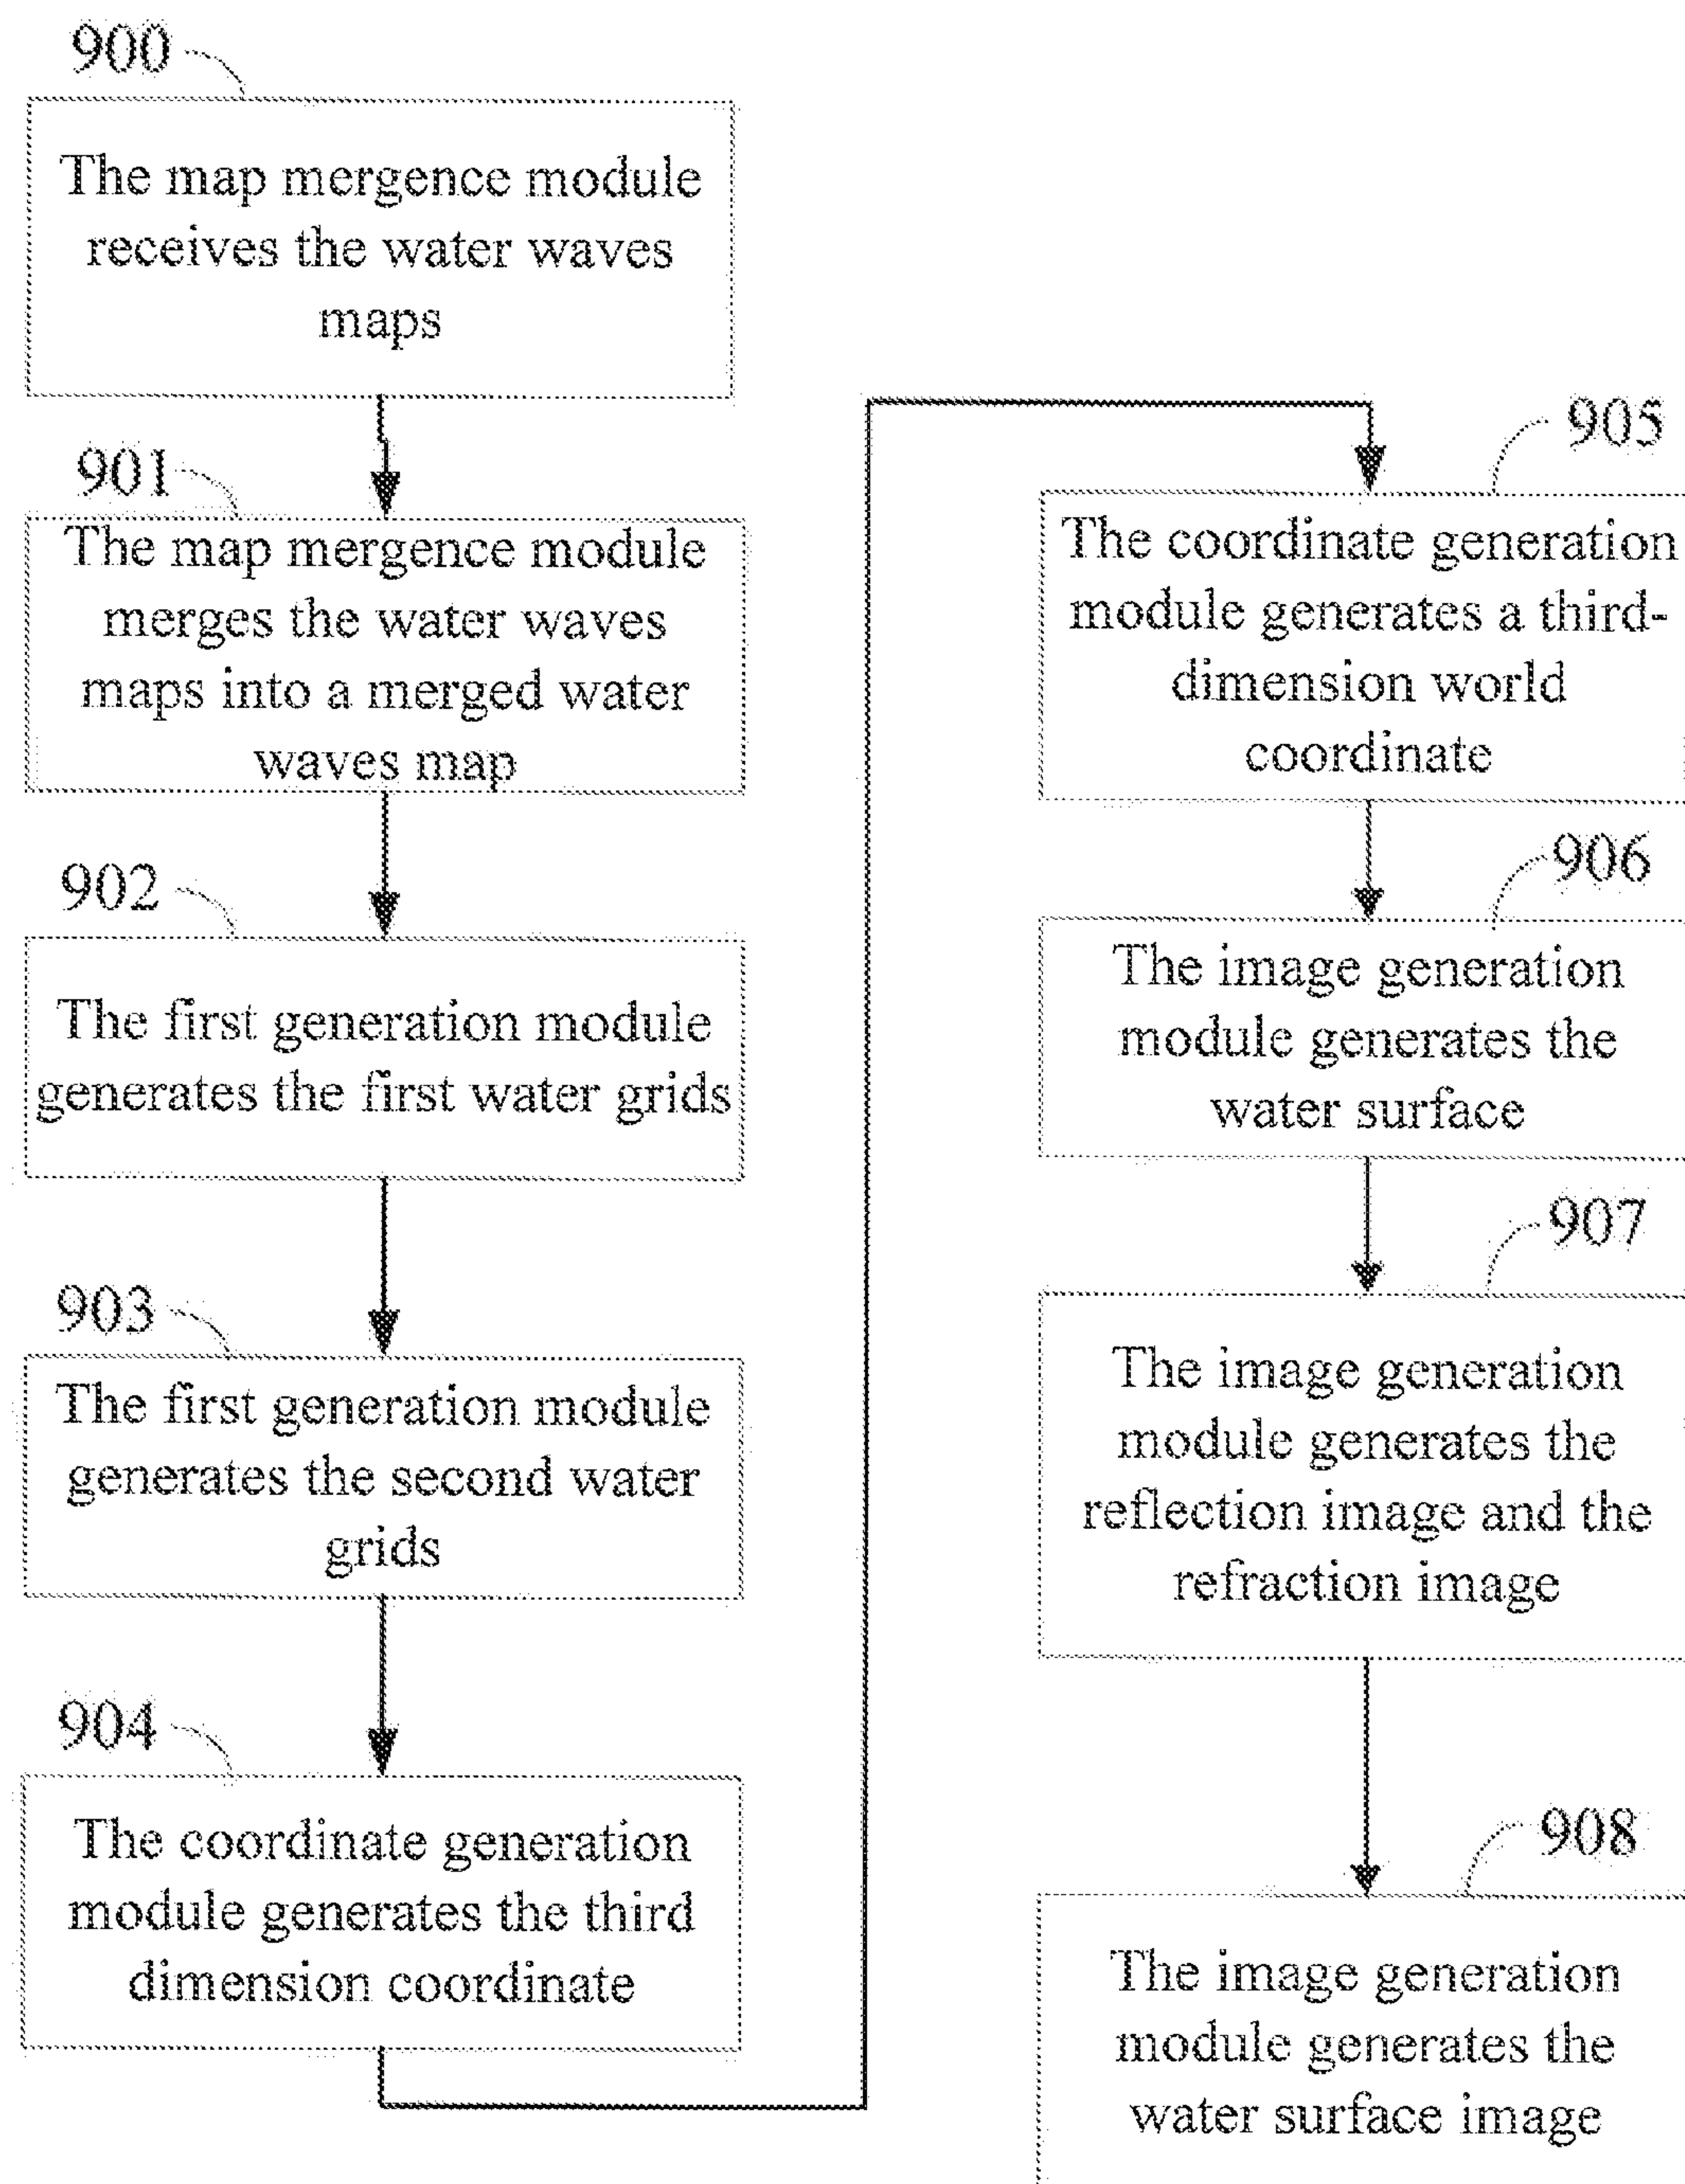 900
The map mergence module
receives the water waves
maps
901
The map mergence module
merges the water waves
maps into a merged water
waves map
902
The first generation module
generates the first water grids
903
The first generation module
generates the second water
grids
904
The coordinate generation
module generates the third
dimension coordinate
905
The coordinate generation
module generates a third-
dimension world
coordinate
906
The image generation
module generates the
water surface
907
The image generation
module generates the
reflection image and the
refraction image
908
The image generation
module generates the
water surface image